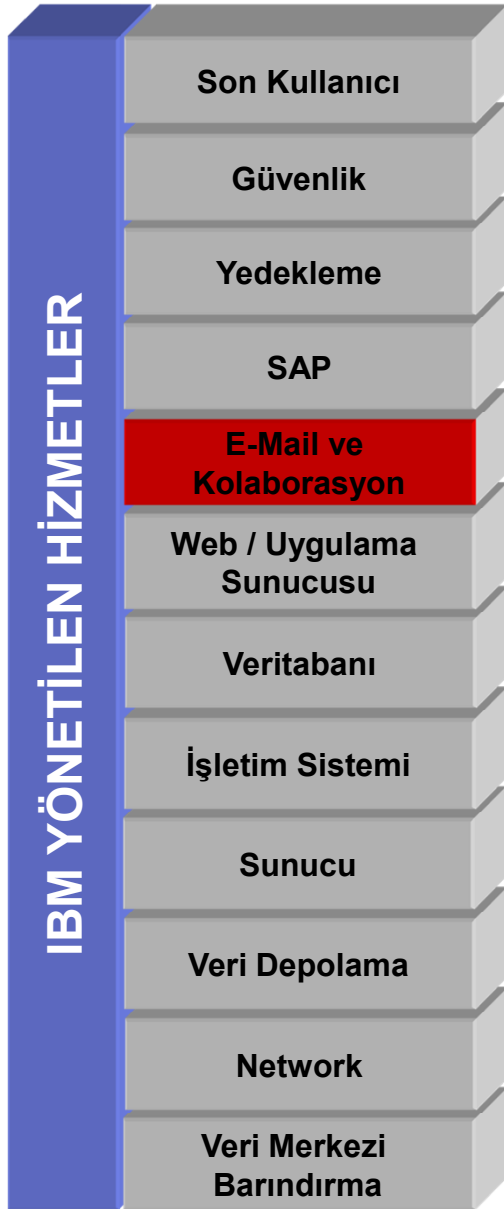 IBM YÖNETİLEN HİZMETLER
Son Kullanıcı
Güvenlik
Yedekleme
SAP
E-Mail ve
Kolaborasyon
Web / Uygulama
Sunucusu
Veritabanı
İşletim Sistemi
Sunucu
Veri Depolama
Network
Veri Merkezi
Barındırma